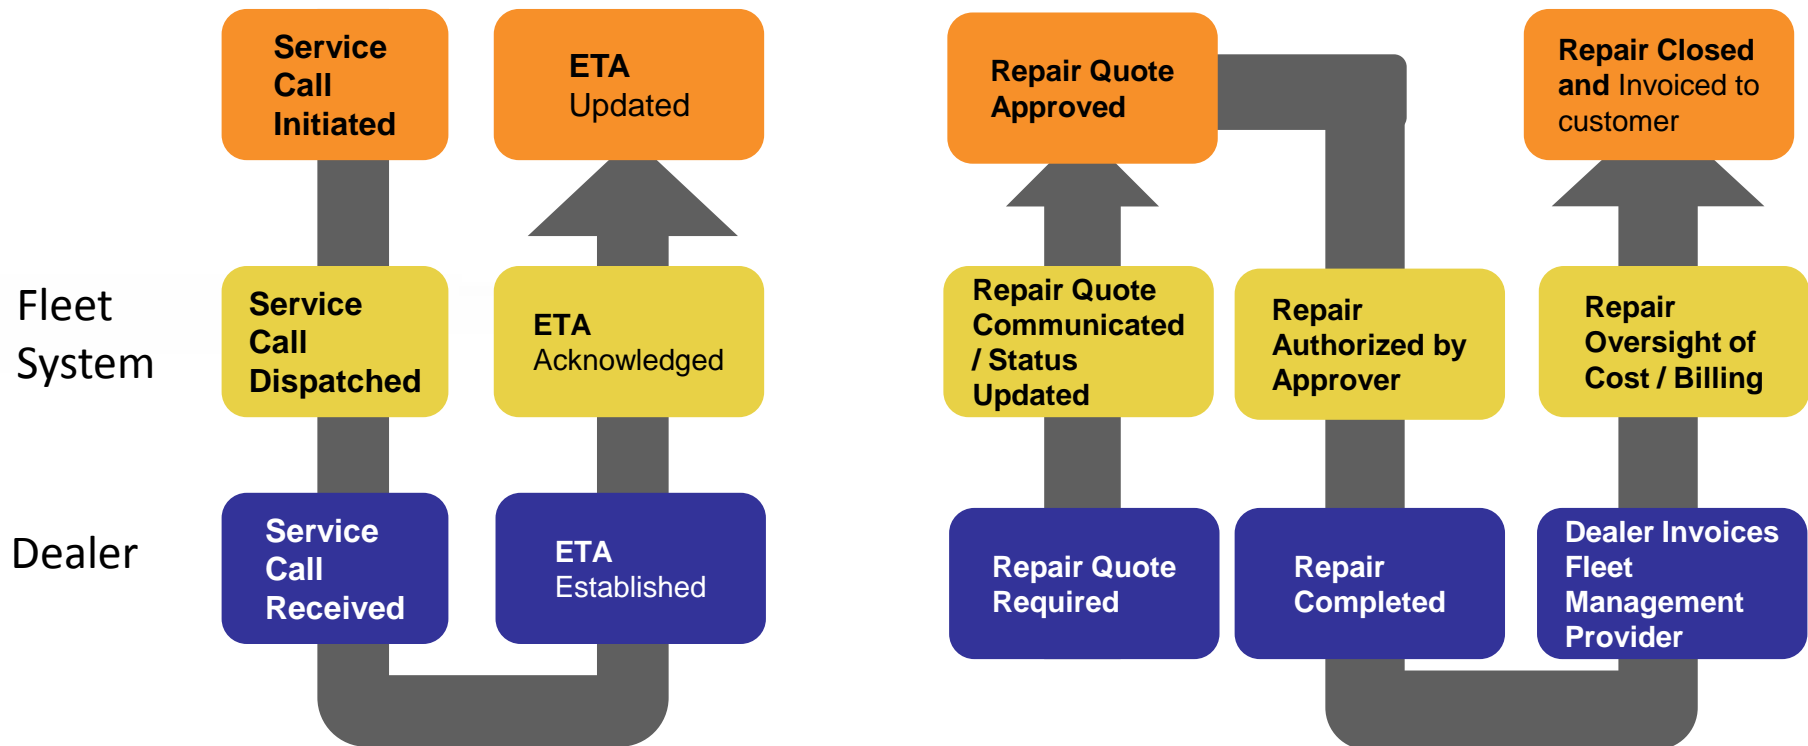 Service
Call
Initiated
ETA
Updated
Repair Quote
Approved
Repair Closed
and Invoiced to
customer
Fleet
System
Service
Call
Dispatched
ETA
Acknowledged
Repair Quote
Communicated
/ Status
Updated
Repair
Authorized by
Approver
Repair
Oversight of
Cost / Billing
Dealer
Service
Call
Received
ETA
Established
Repair Quote
Required
Repair
Completed
Dealer Invoices
Fleet
Management
Provider